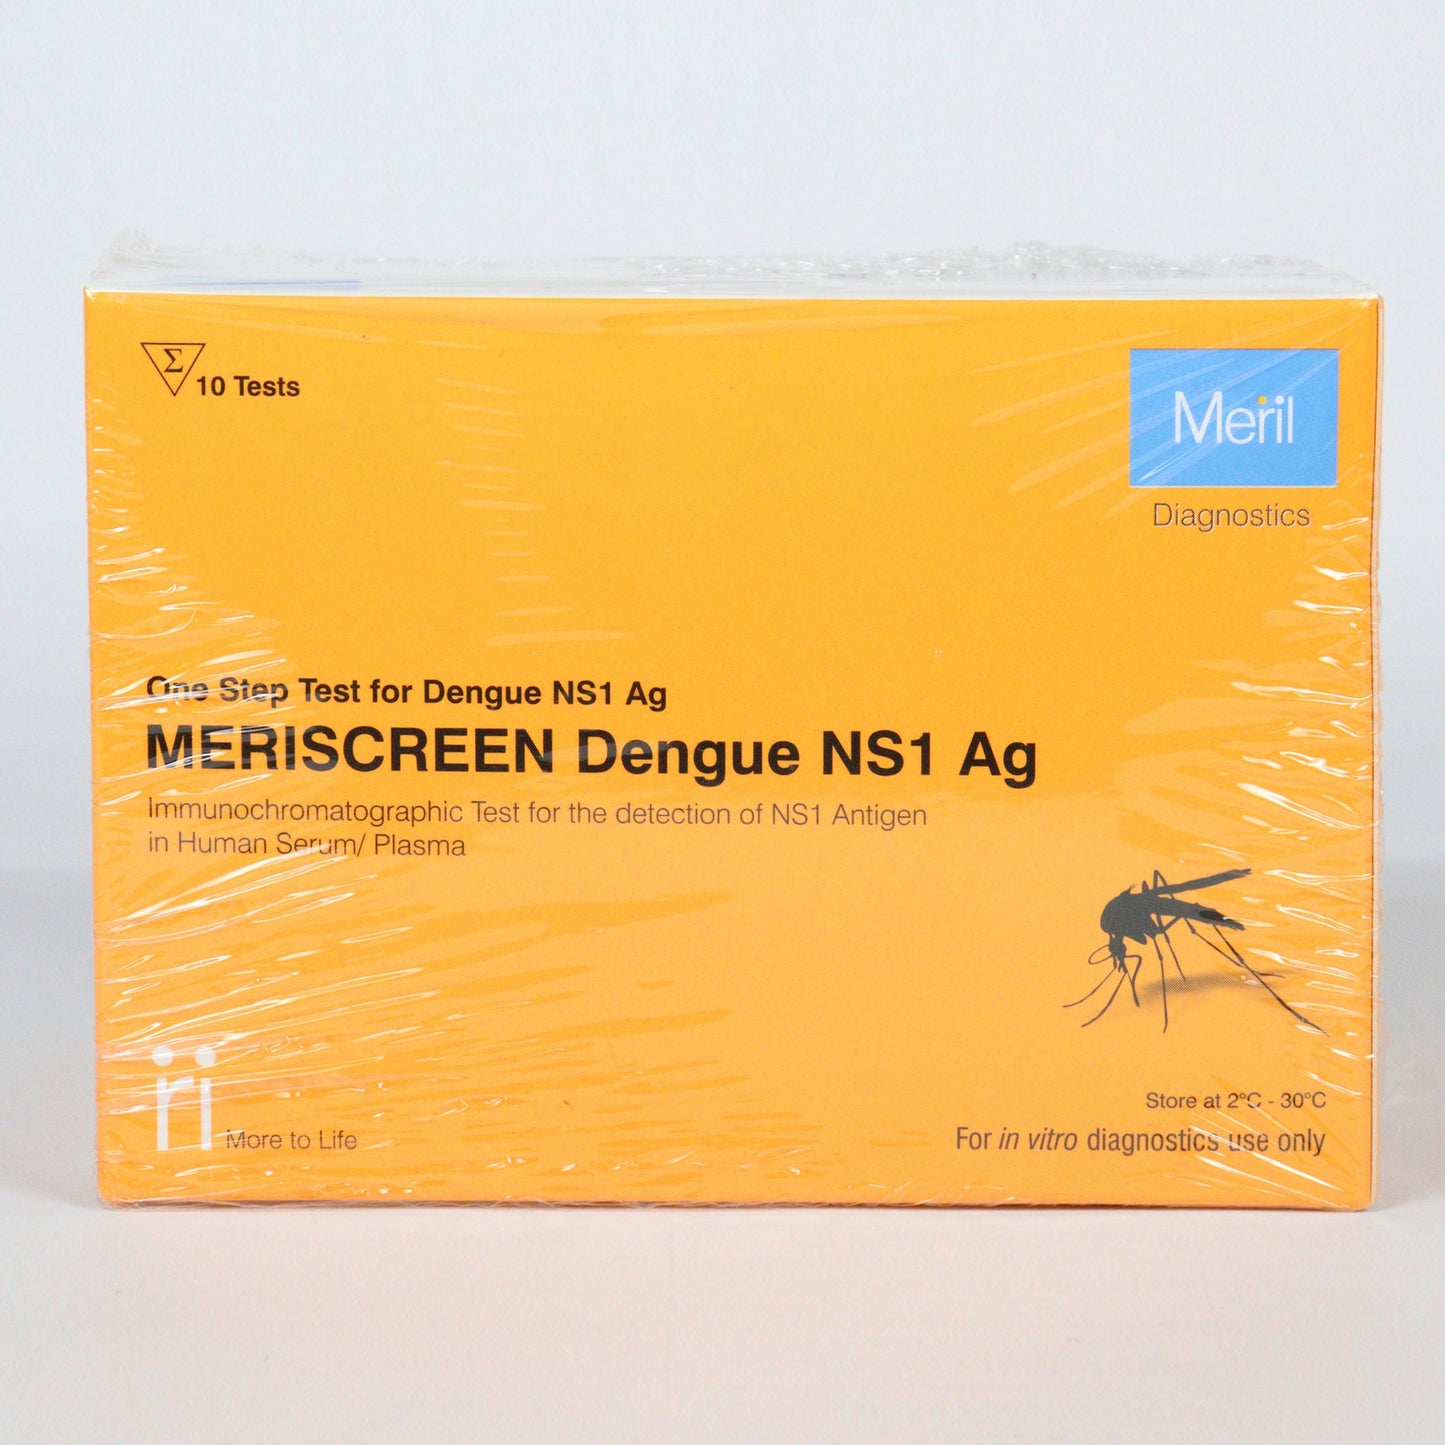 Σ
10 Tests
Meril
Diagnostics
One Step Test for Dengue NS1 Ag
MERISCREEN Dengue NS1 Ag
Immunochromatographic Test for the detection of NS1 Antigen
in Human Serum/ Plasma
ri
More to Life
Store at 2°C - 30°C
For in vitro diagnostics use only